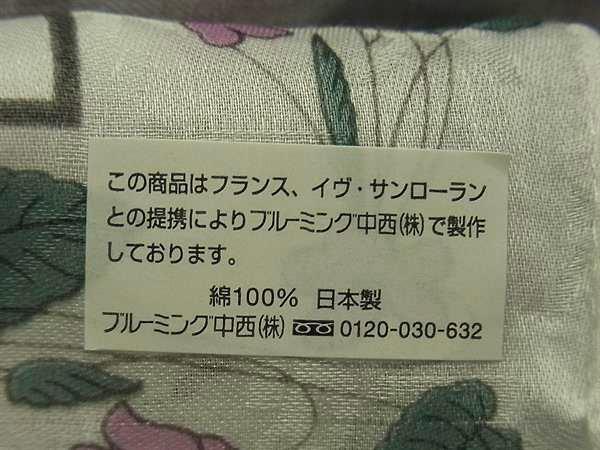 この商品はフランス、イヴ・サンローラン
との提携によりブルーミング中西(株)で製作
しております。
綿100% 日本製
ブルーミング中西(株) 0120-030-632